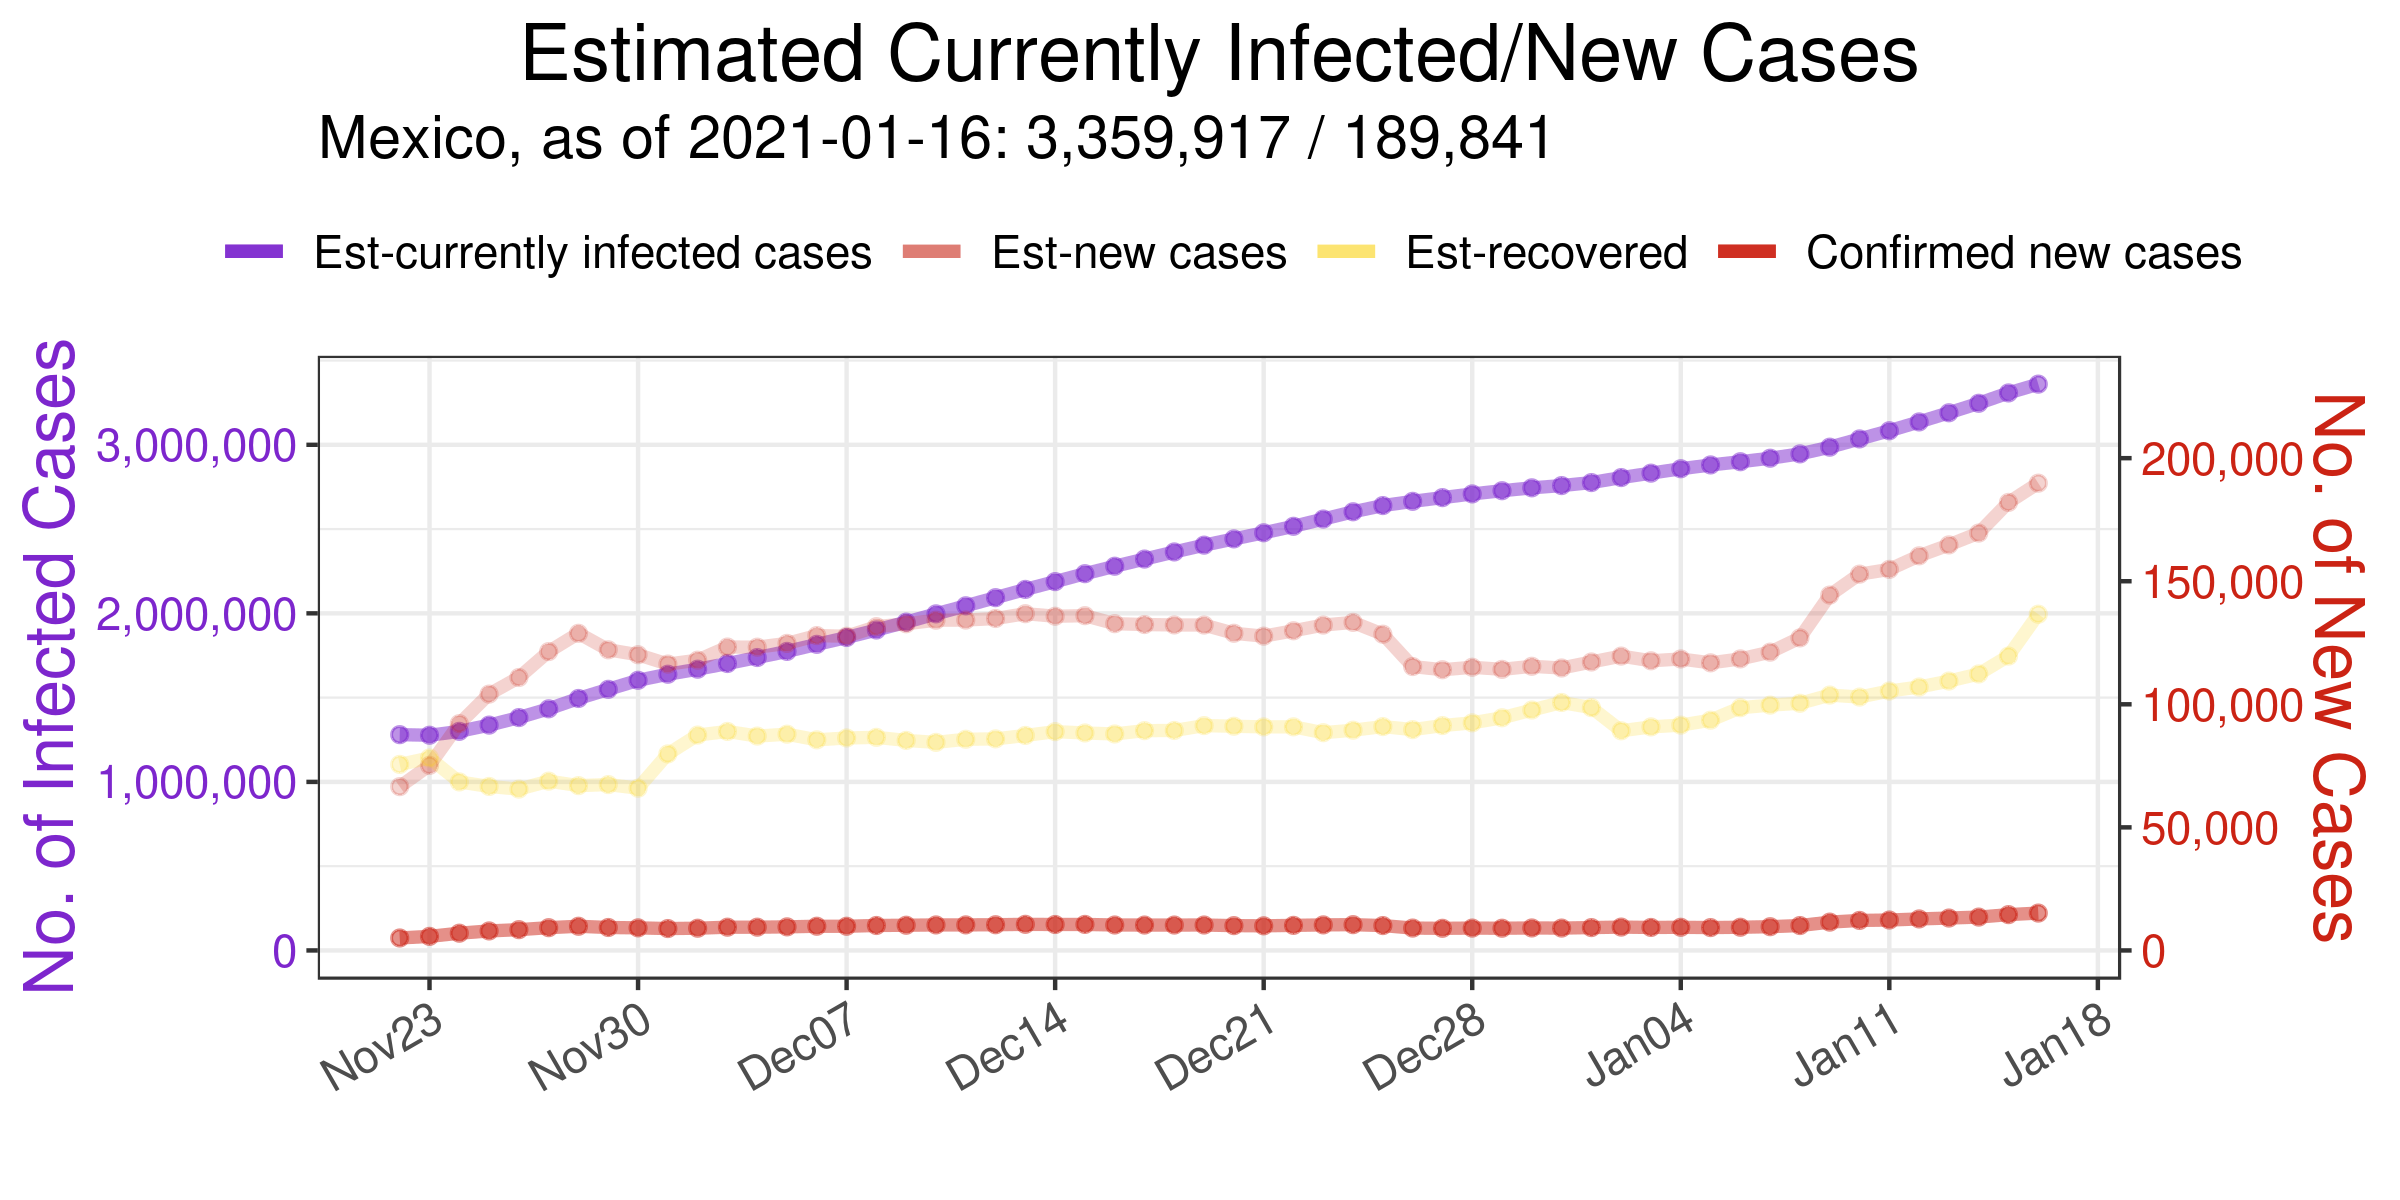 Estimated Currently Infected/New Cases
Mexico, as of 2021-01-16: 3,359,917 / 189,841
Est-currently infected cases Est-new cases Est-recovered Confirmed new cases
No. of Infected Cases
3,000,000
2,000,000
1,000,000
0
200,000
150,000
100,000
50,000
0
No. of New Cases
Nov23 Nov30 Dec07 Dec14 Dec21 Dec28 Jan04 Jan11 Jan18